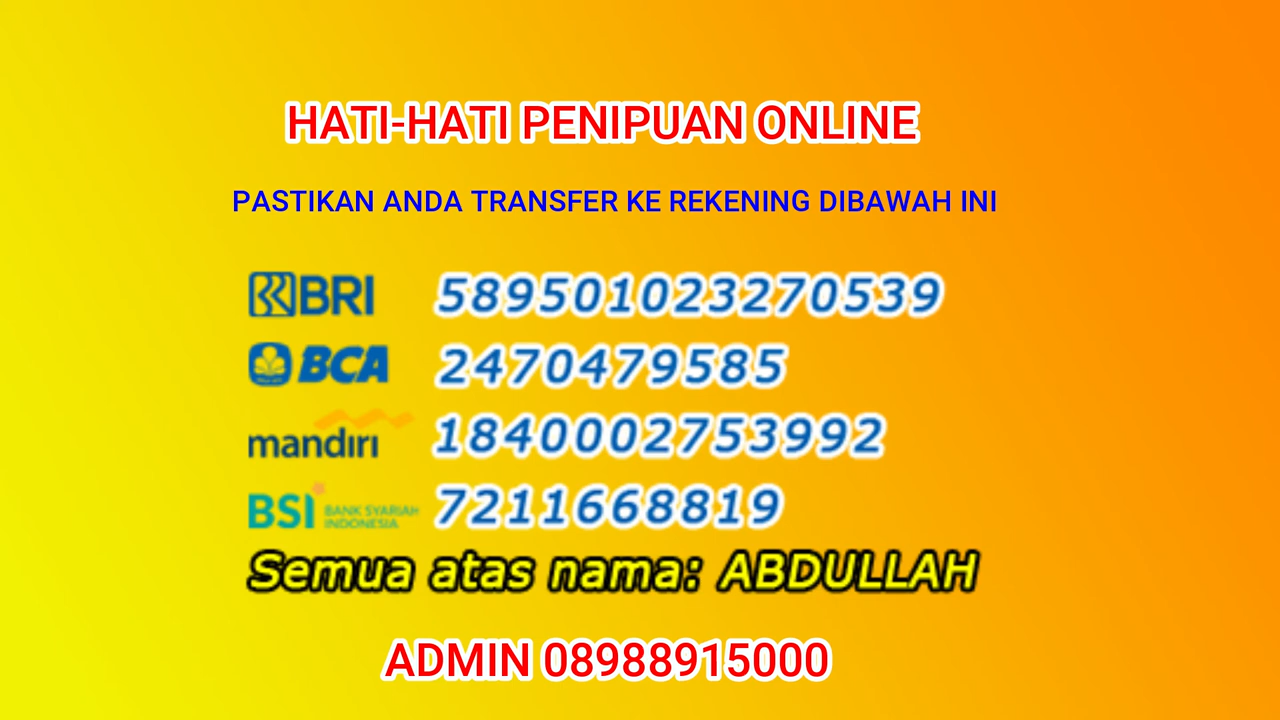 HATI-HATI PENIPUAN ONLINE
PASTIKAN ANDA TRANSFER KE REKENING DIBAWAH INI
BRI 589501023270539
BCA 2470479585
mandiri 1840002753992
BSI BANK SYARIAH INDONESIA 7211668819
Semua atas nama: ABDULLAH
ADMIN 08988915000